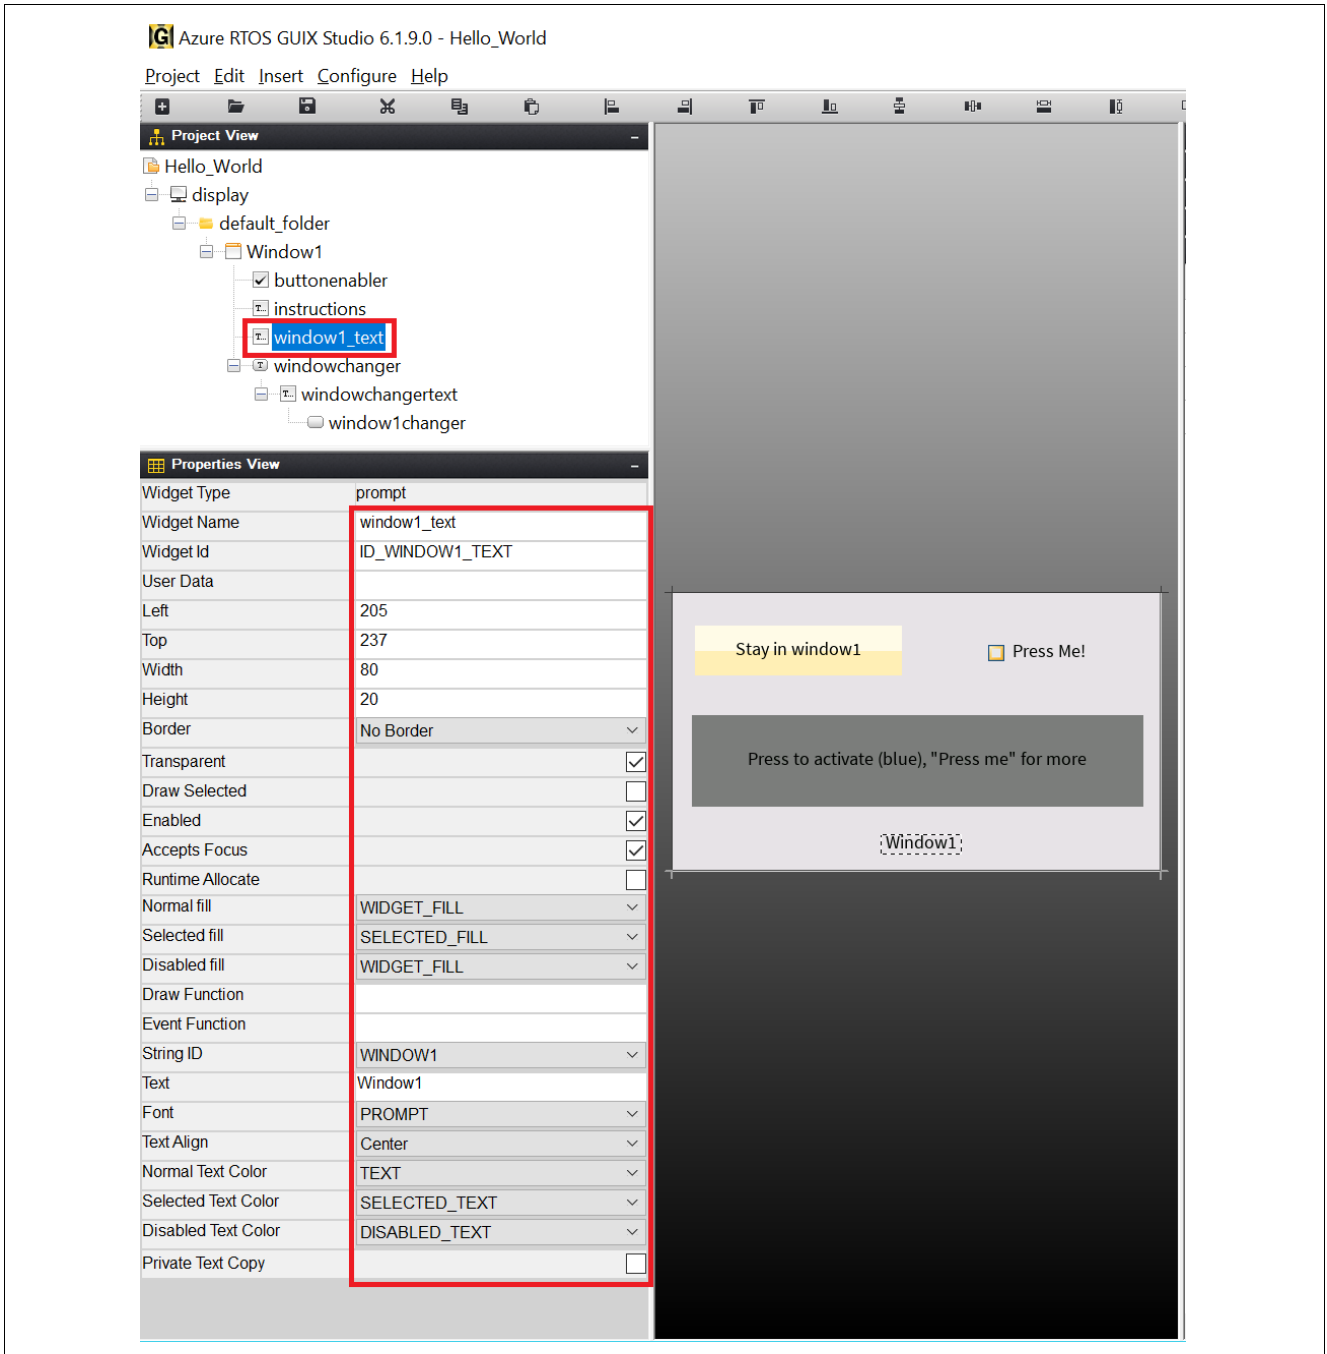 Azure RTOS GUIX Studio 6.1.9.0 - Hello_World
Project Edit Insert Configure Help
Project View
Hello_World
display
default_folder
Window1
buttonenabler
instructions
window1_text
windowchanger
windowchangertext
window1changer
Properties View
Widget Type prompt
Widget Name window1_text
Widget Id ID_WINDOW1_TEXT
User Data
Left 205
Top 237
Width 80
Height 20
Border No Border
Transparent
Draw Selected
Enabled
Accepts Focus
Runtime Allocate
Normal fill WIDGET_FILL
Selected fill SELECTED_FILL
Disabled fill WIDGET_FILL
Draw Function
Event Function
String ID WINDOW1
Text Window1
Font PROMPT
Text Align Center
Normal Text Color TEXT
Selected Text Color SELECTED_TEXT
Disabled Text Color DISABLED_TEXT
Private Text Copy
Stay in window1
Press Me!
Press to activate (blue), "Press me" for more
Window1